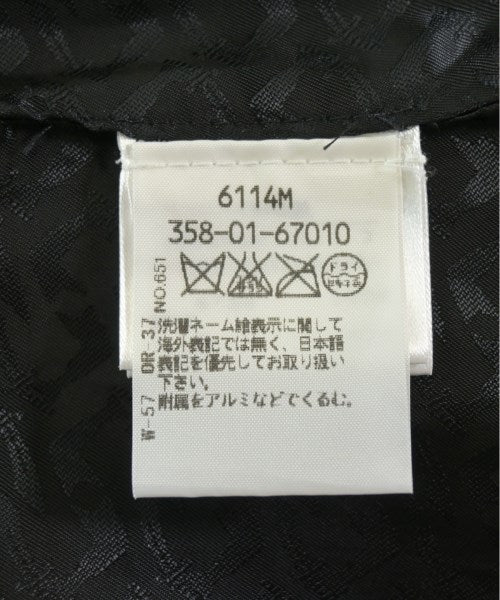 6114M
358-01-67010
ドライ
洗濯ネーム絵表示に関して
海外表記では無く、日本語
表記を優先してお取り扱い
下さい。
附属をアルミなどでくるむ。
W-57 DR 37 NO.651